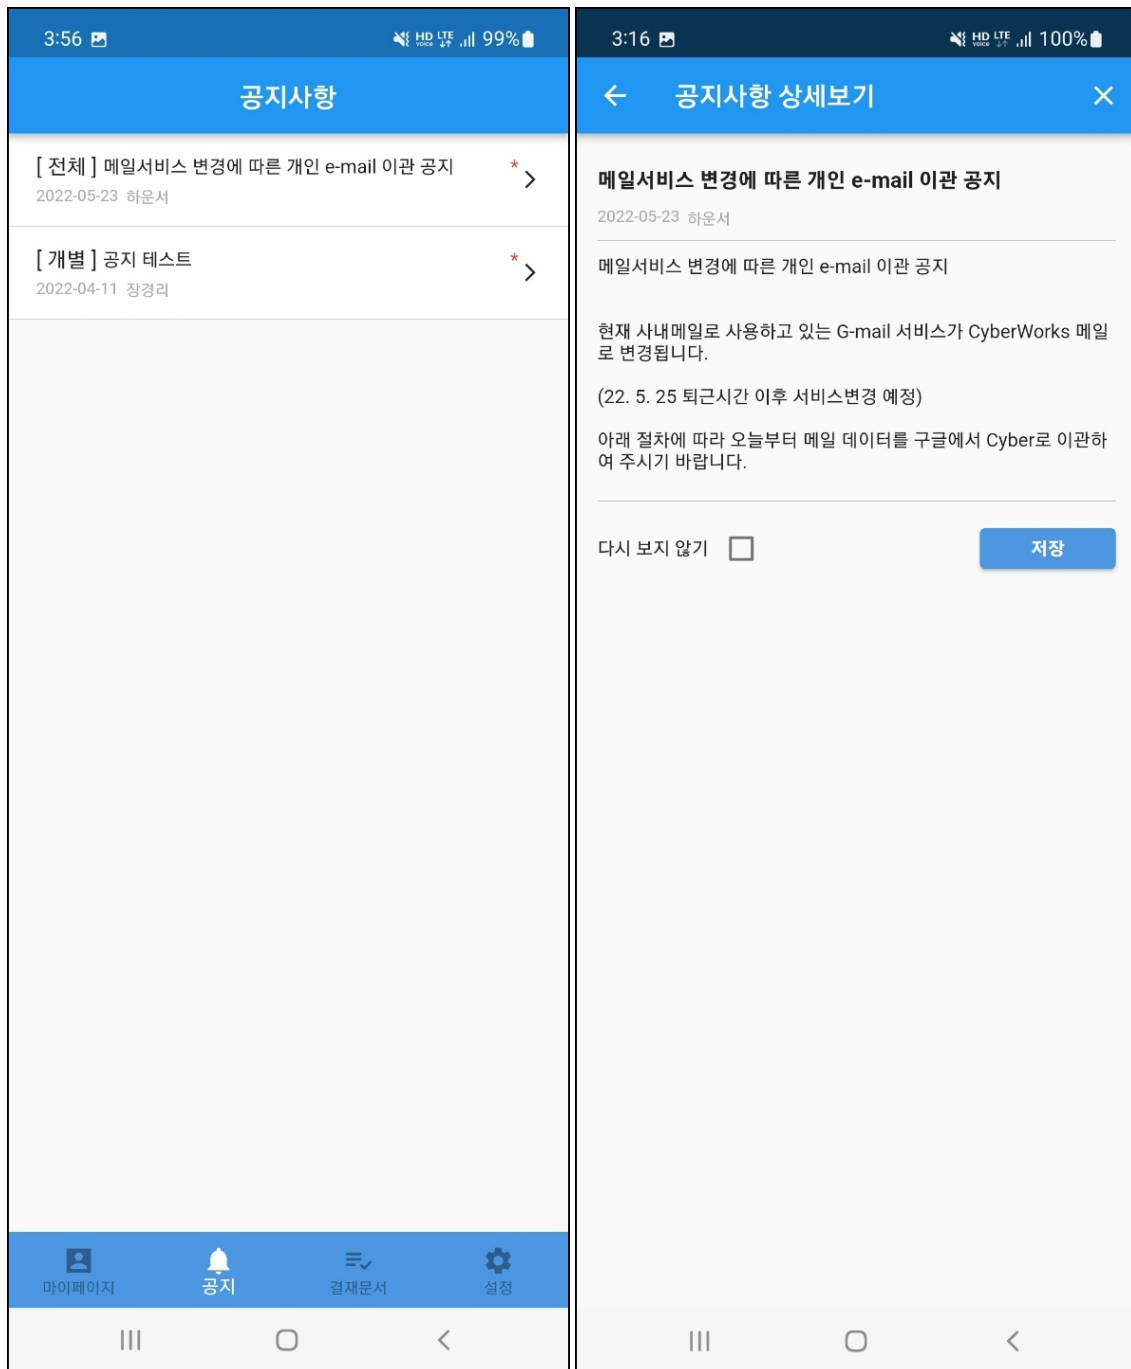 3:56 HD voice LTE 99%
공지사항
[ 전체 ] 메일서비스 변경에 따른 개인 e-mail 이관 공지 *
2022-05-23 하운서
[ 개별 ] 공지 테스트 *
2022-04-11 장경리
마이페이지 공지 결재문서 설정
3:16 HD voice LTE 100%
공지사항 상세보기
메일서비스 변경에 따른 개인 e-mail 이관 공지
2022-05-23 하운서
메일서비스 변경에 따른 개인 e-mail 이관 공지
현재 사내메일로 사용하고 있는 G-mail 서비스가 CyberWorks 메일
로 변경됩니다.
(22. 5. 25 퇴근시간 이후 서비스변경 예정)
아래 절차에 따라 오늘부터 메일 데이터를 구글에서 Cyber로 이관하
여 주시기 바랍니다.
다시 보지 않기 저장